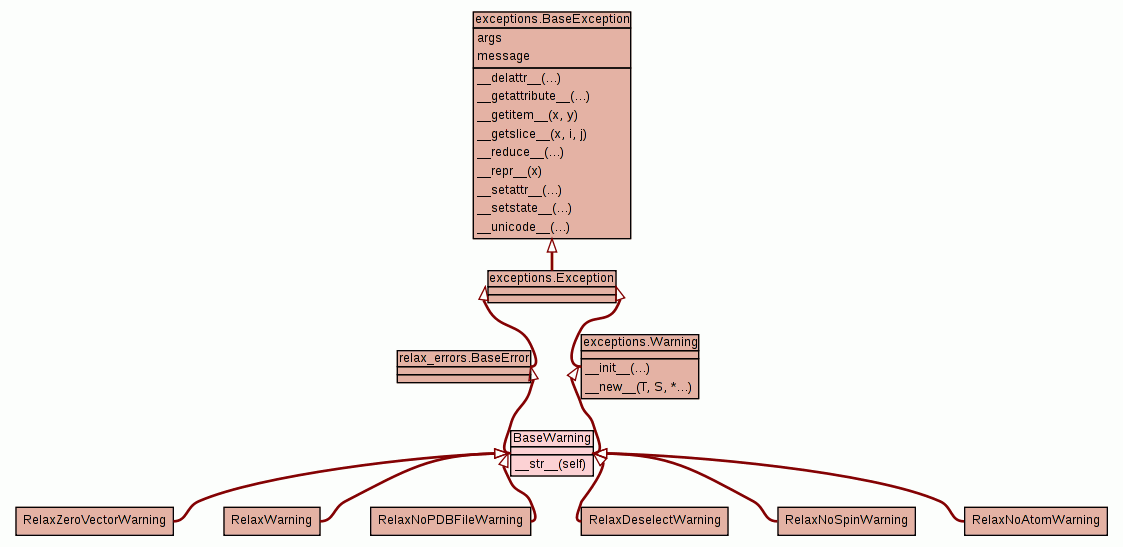 exceptions.BaseException
args
message
__delattr__(...)
__getattribute__(...)
__getitem__(x, y)
__getslice__(x, i, j)
__reduce__(...)
__repr__(x)
__setattr__(...)
__setstate__(...)
__unicode__(...)
exceptions.Exception
relax_errors.BaseError
exceptions.Warning
__init__(...)
__new__(T, S, *...)
BaseWarning
__str__(self)
RelaxZeroVectorWarning
RelaxWarning
RelaxNoPDBFileWarning
RelaxDeselectWarning
RelaxNoSpinWarning
RelaxNoAtomWarning